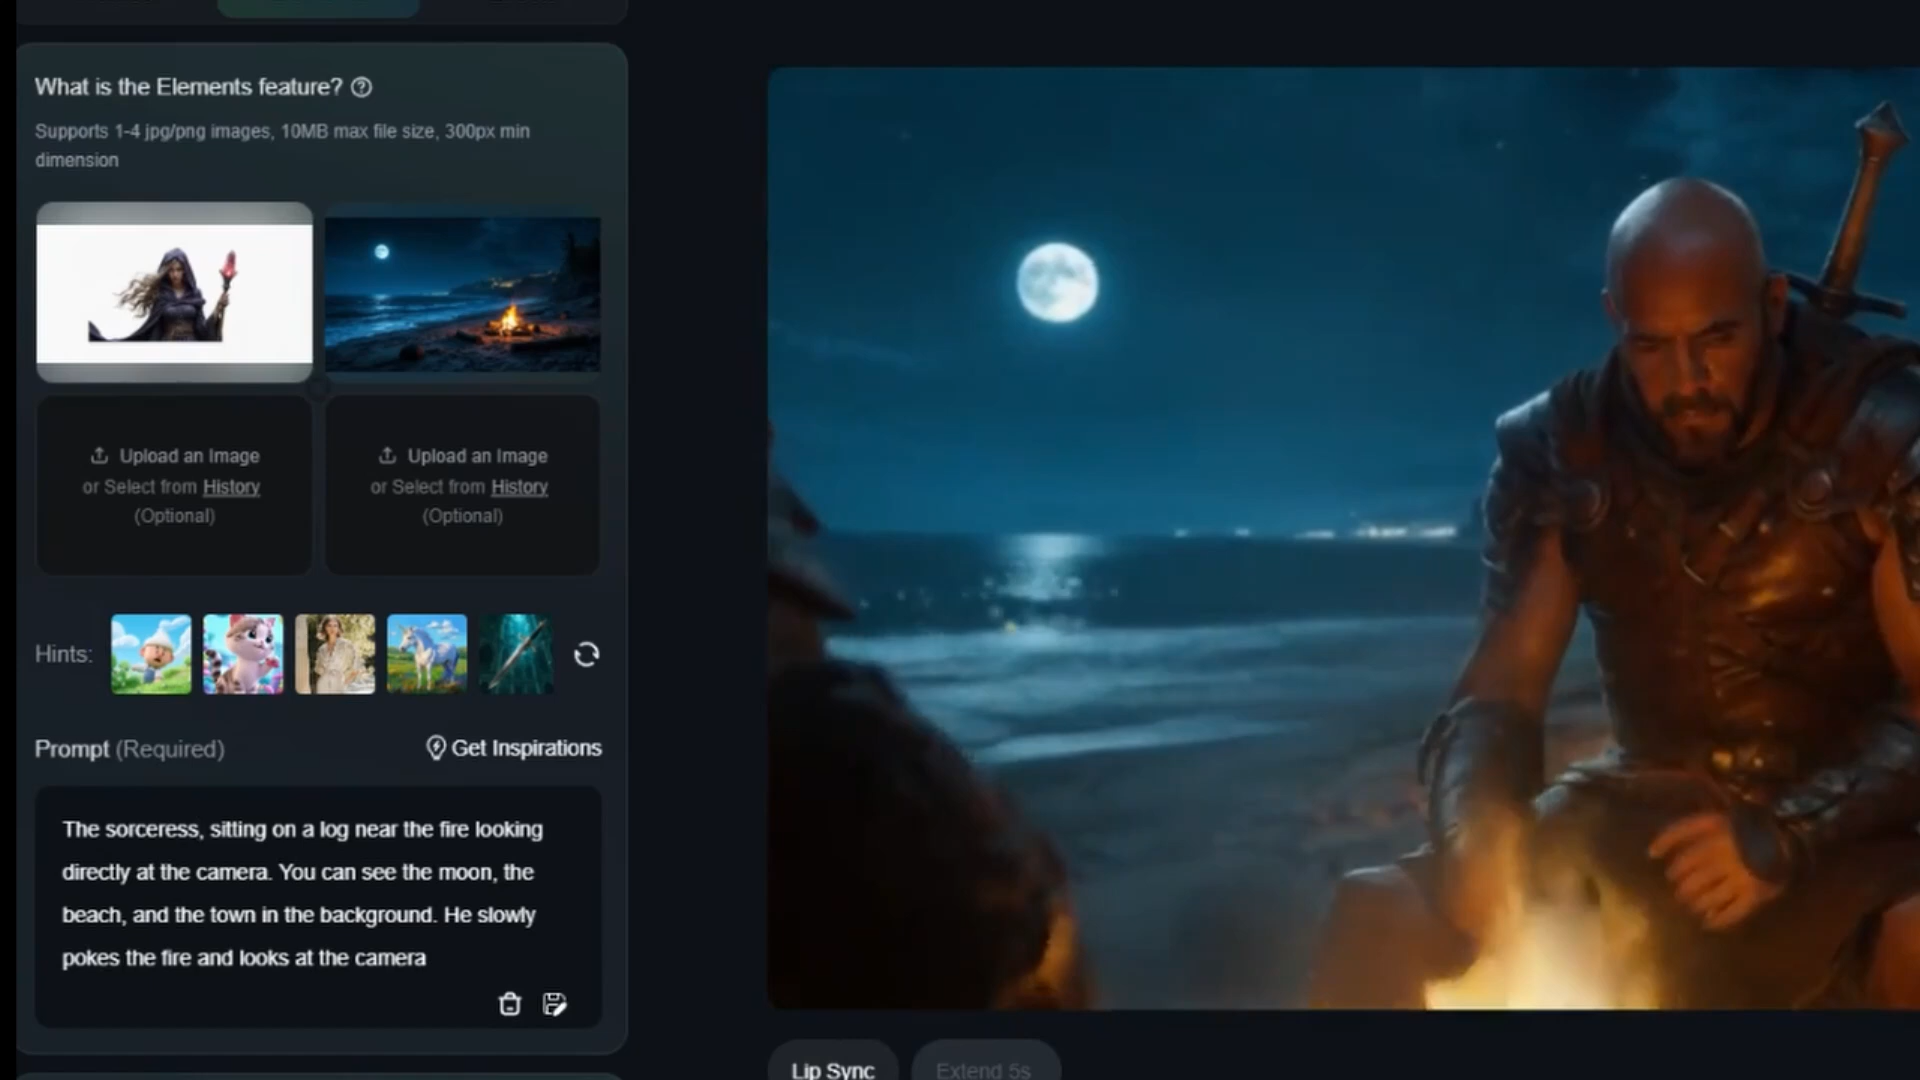 What is the Elements feature?
Supports 1-4 jpg/png images, 10MB max file size, 300px min
dimension
Upload an Image
or Select from History
(Optional)
Upload an Image
or Select from History
(Optional)
Hints:
Prompt (Required)
Get Inspirations
The sorceress, sitting on a log near the fire looking
directly at the camera. You can see the moon, the
beach, and the town in the background. He slowly
pokes the fire and looks at the camera
Lip Sync
Extend 5s